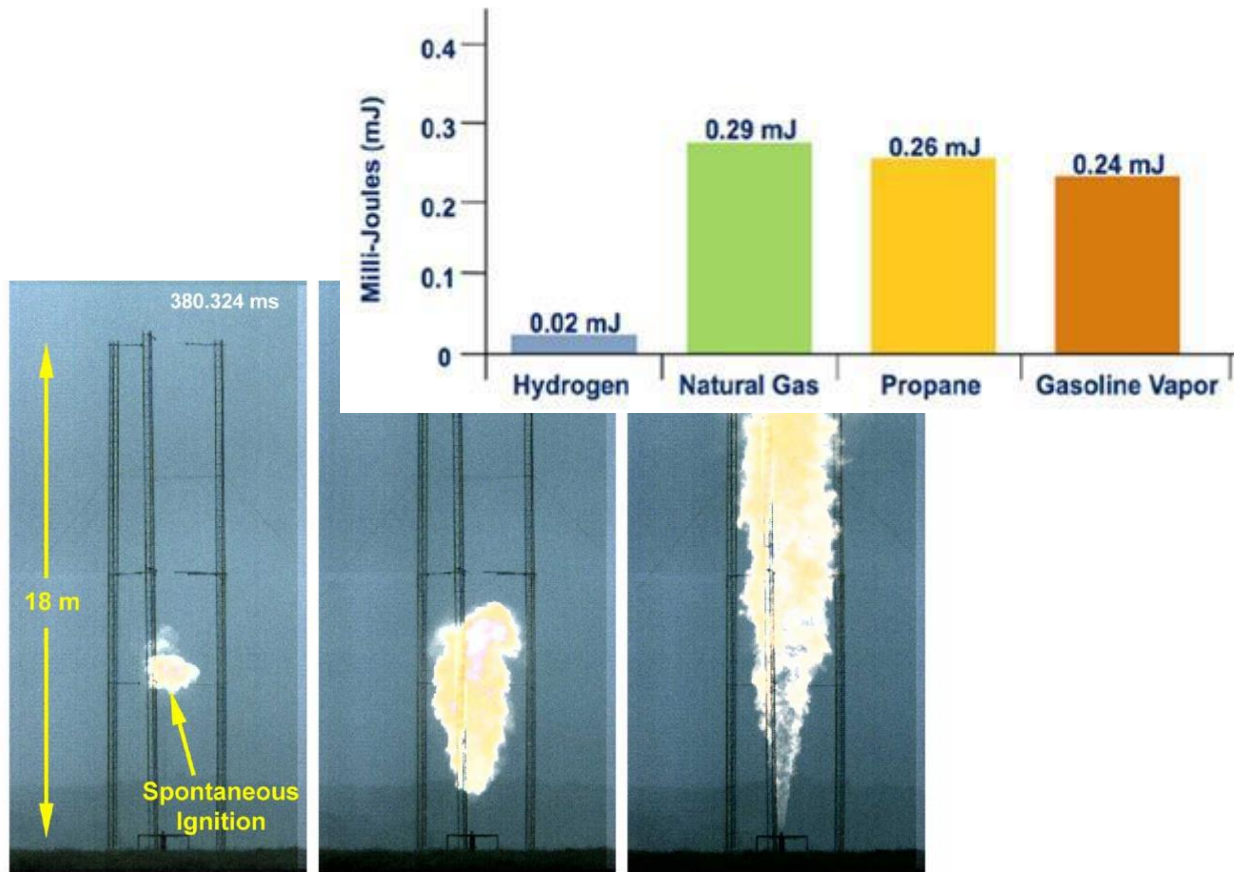 Milli-Joules (mJ)
0.4
0.3
0.2
0.1
0
0.02 mJ
0.29 mJ
0.26 mJ
0.24 mJ
Hydrogen
Natural Gas
Propane
Gasoline Vapor
380.324 ms
18 m
Spontaneous
Ignition